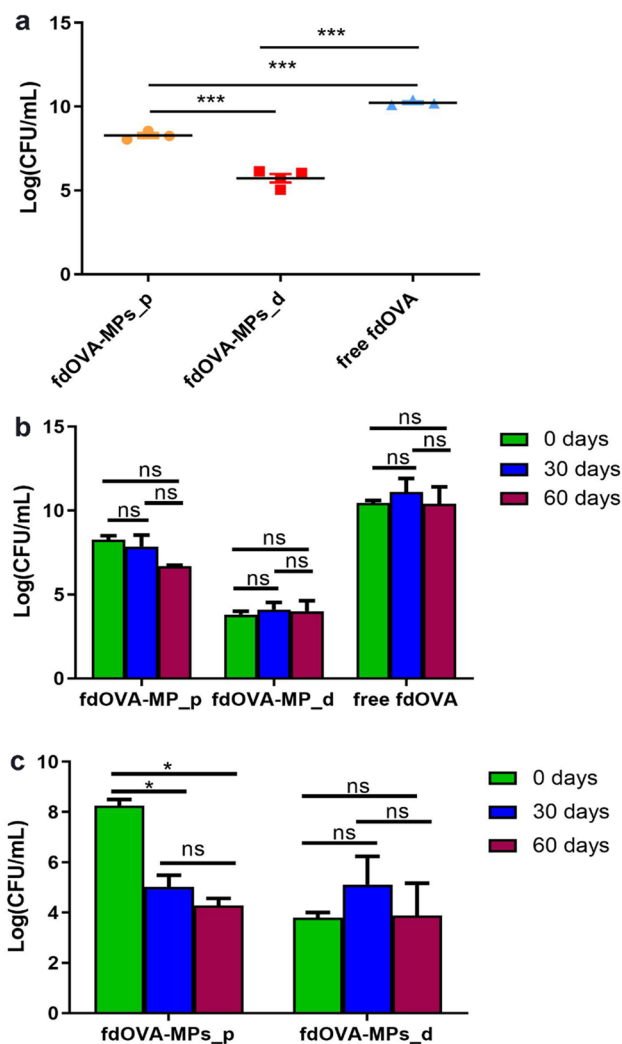 a
Log(CFU/mL)
15
10
5
0
***
***
***
fdOVA-MPs_p
fdOVA-MPs_d
free fdOVA
b
Log(CFU/mL)
15
10
5
0
ns
ns
ns
ns
ns
ns
ns
ns
ns
fdOVA-MP_p
fdOVA-MP_d
free fdOVA
0 days
30 days
60 days
c
Log(CFU/mL)
10
8
6
4
2
0
*
*
ns
ns
ns
ns
fdOVA-MPs_p
fdOVA-MPs_d
0 days
30 days
60 days